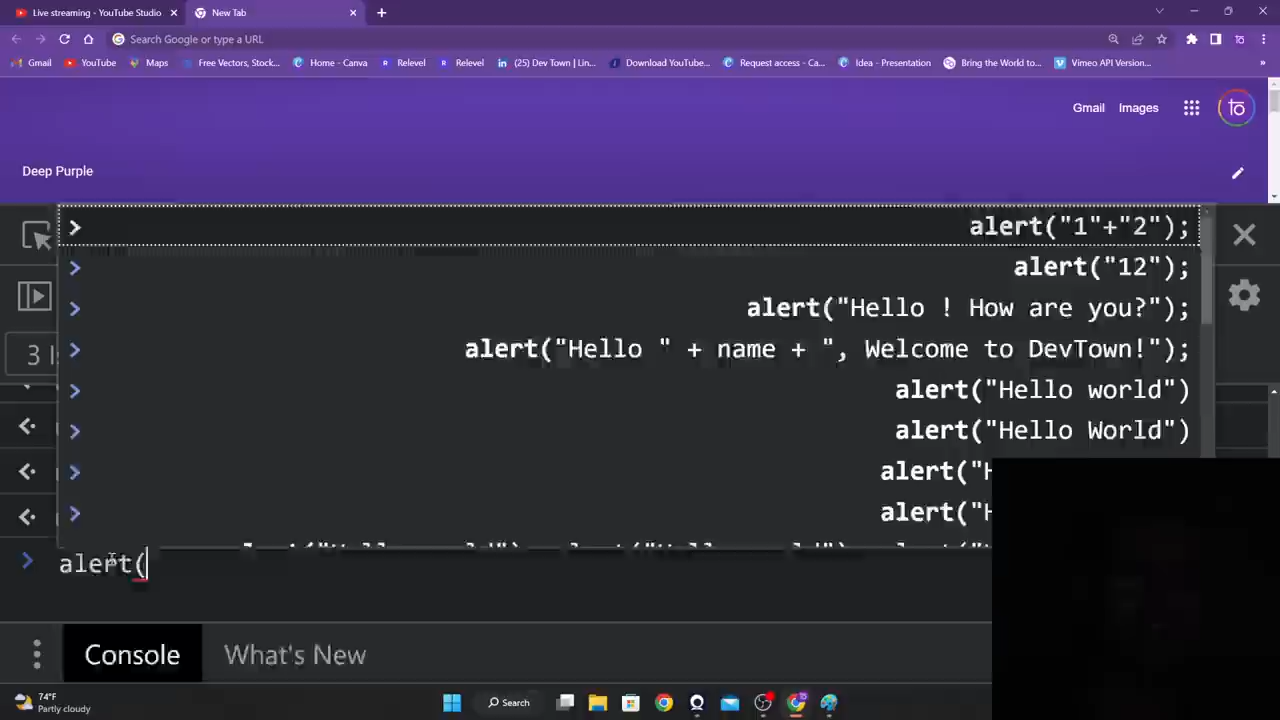 Live streaming - YouTube Studio
New Tab
Search Google or type a URL
Gmail
YouTube
Maps
Free Vectors, Stock...
Home - Canva
Relevel
Relevel
(25) Dev Town | Lin...
Download YouTube...
Request access - Ca...
Idea - Presentation
Bring the World to...
Vimeo API Version...
Gmail
Images
Deep Purple
alert("1"+"2");
alert("12");
alert("Hello ! How are you?");
alert("Hello " + name + ", Welcome to DevTown!");
alert("Hello world")
alert("Hello World")
alert("H
alert("H
alert(
Console
What's New
74°F
Partly cloudy
Search